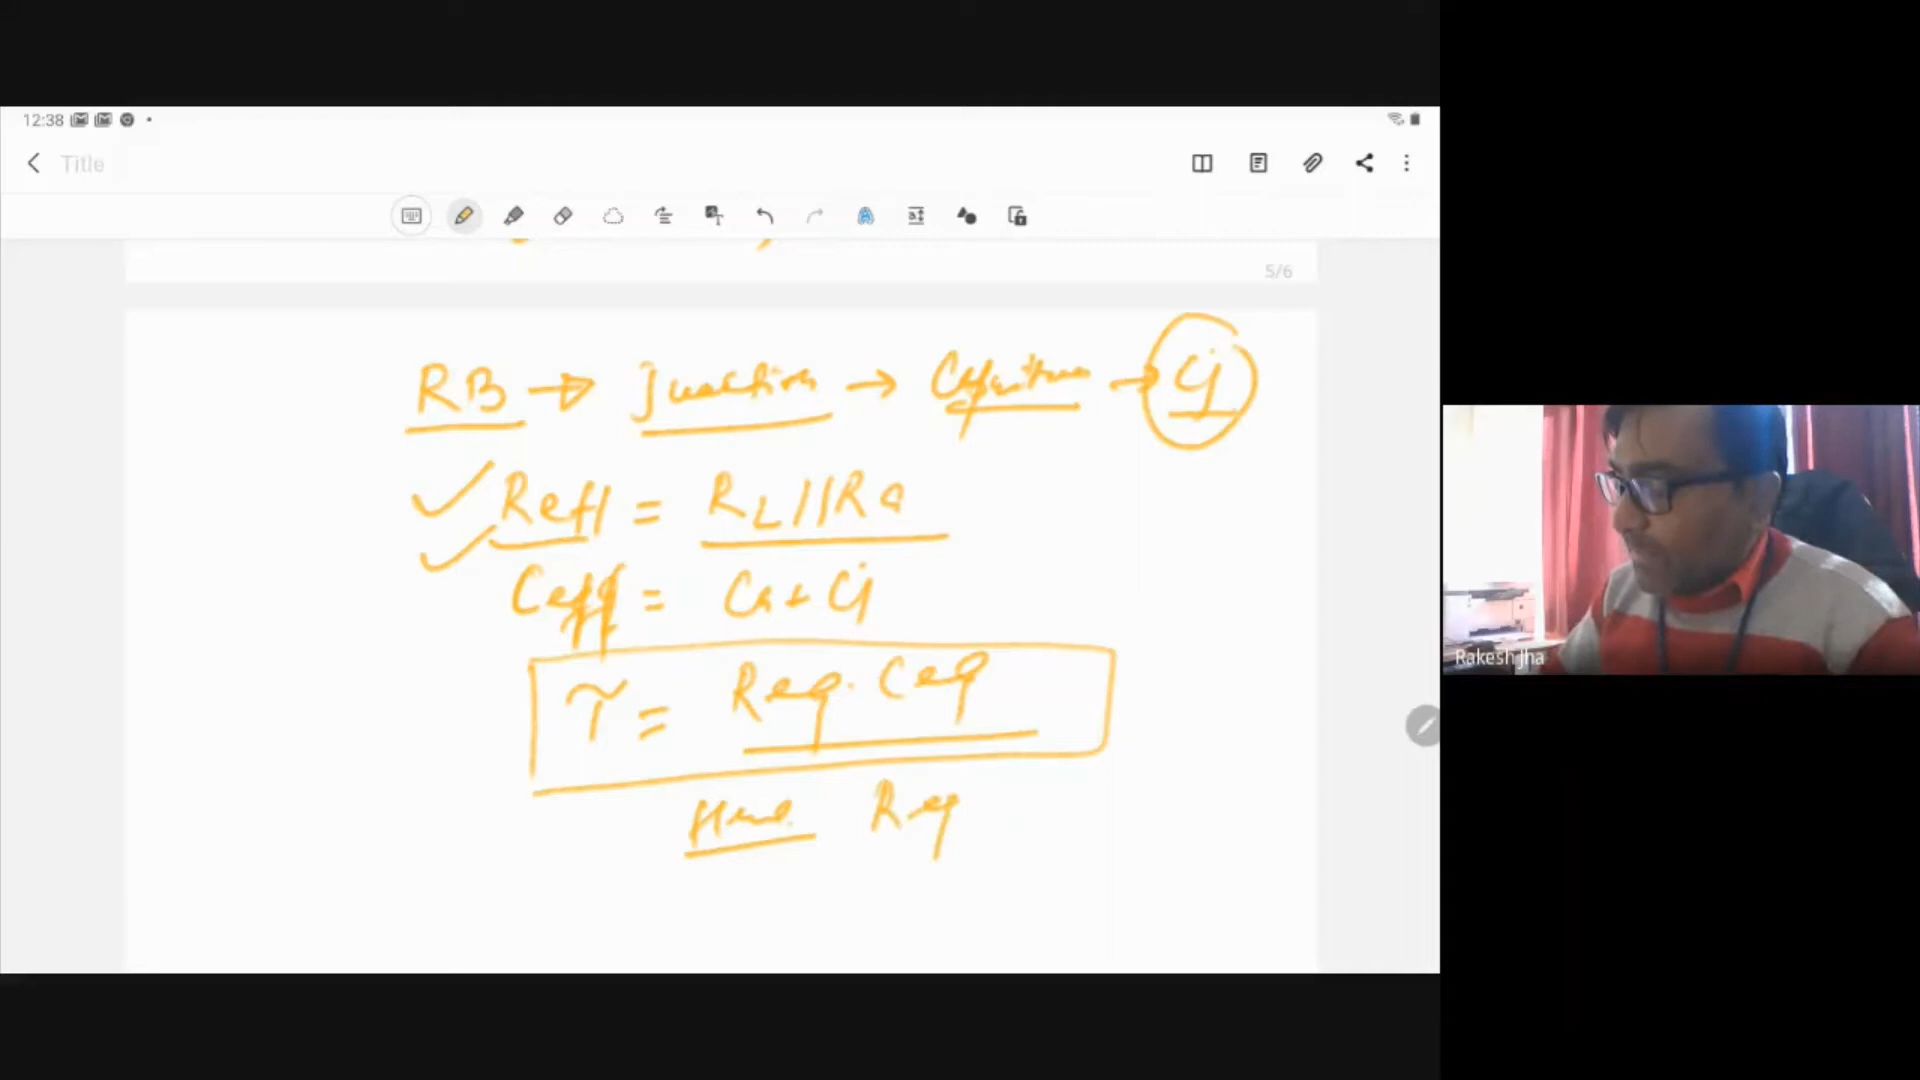 12:38
Title
5/6
RB → Junction → Capacitance → Cj
Reff = RL//Ra
Ceff = Ca + Cj
τ = Req. Ceq
Hence Req
Rakesh Jha